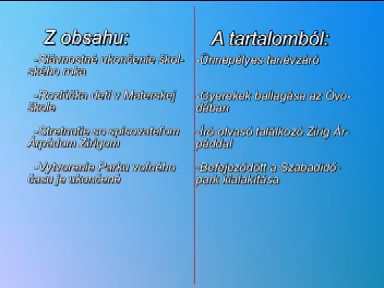 Z obsahu:
-Slávnostné ukončenie škol-
ského roka
-Rozlúčka detí v Materskej
škole
-Stretnutie so spisovateľom
Árpádom Zirigom
-Vytvorenie Parku voľného
času je ukončené
A tartalomból:
-Ünnepélyes tanévzáró
-Gyerekek ballagása az Óvo-
dában
-Író-olvasó találkozó Zirig Ár-
páddal
-Befejeződött a Szabadidő-
park kialakítása